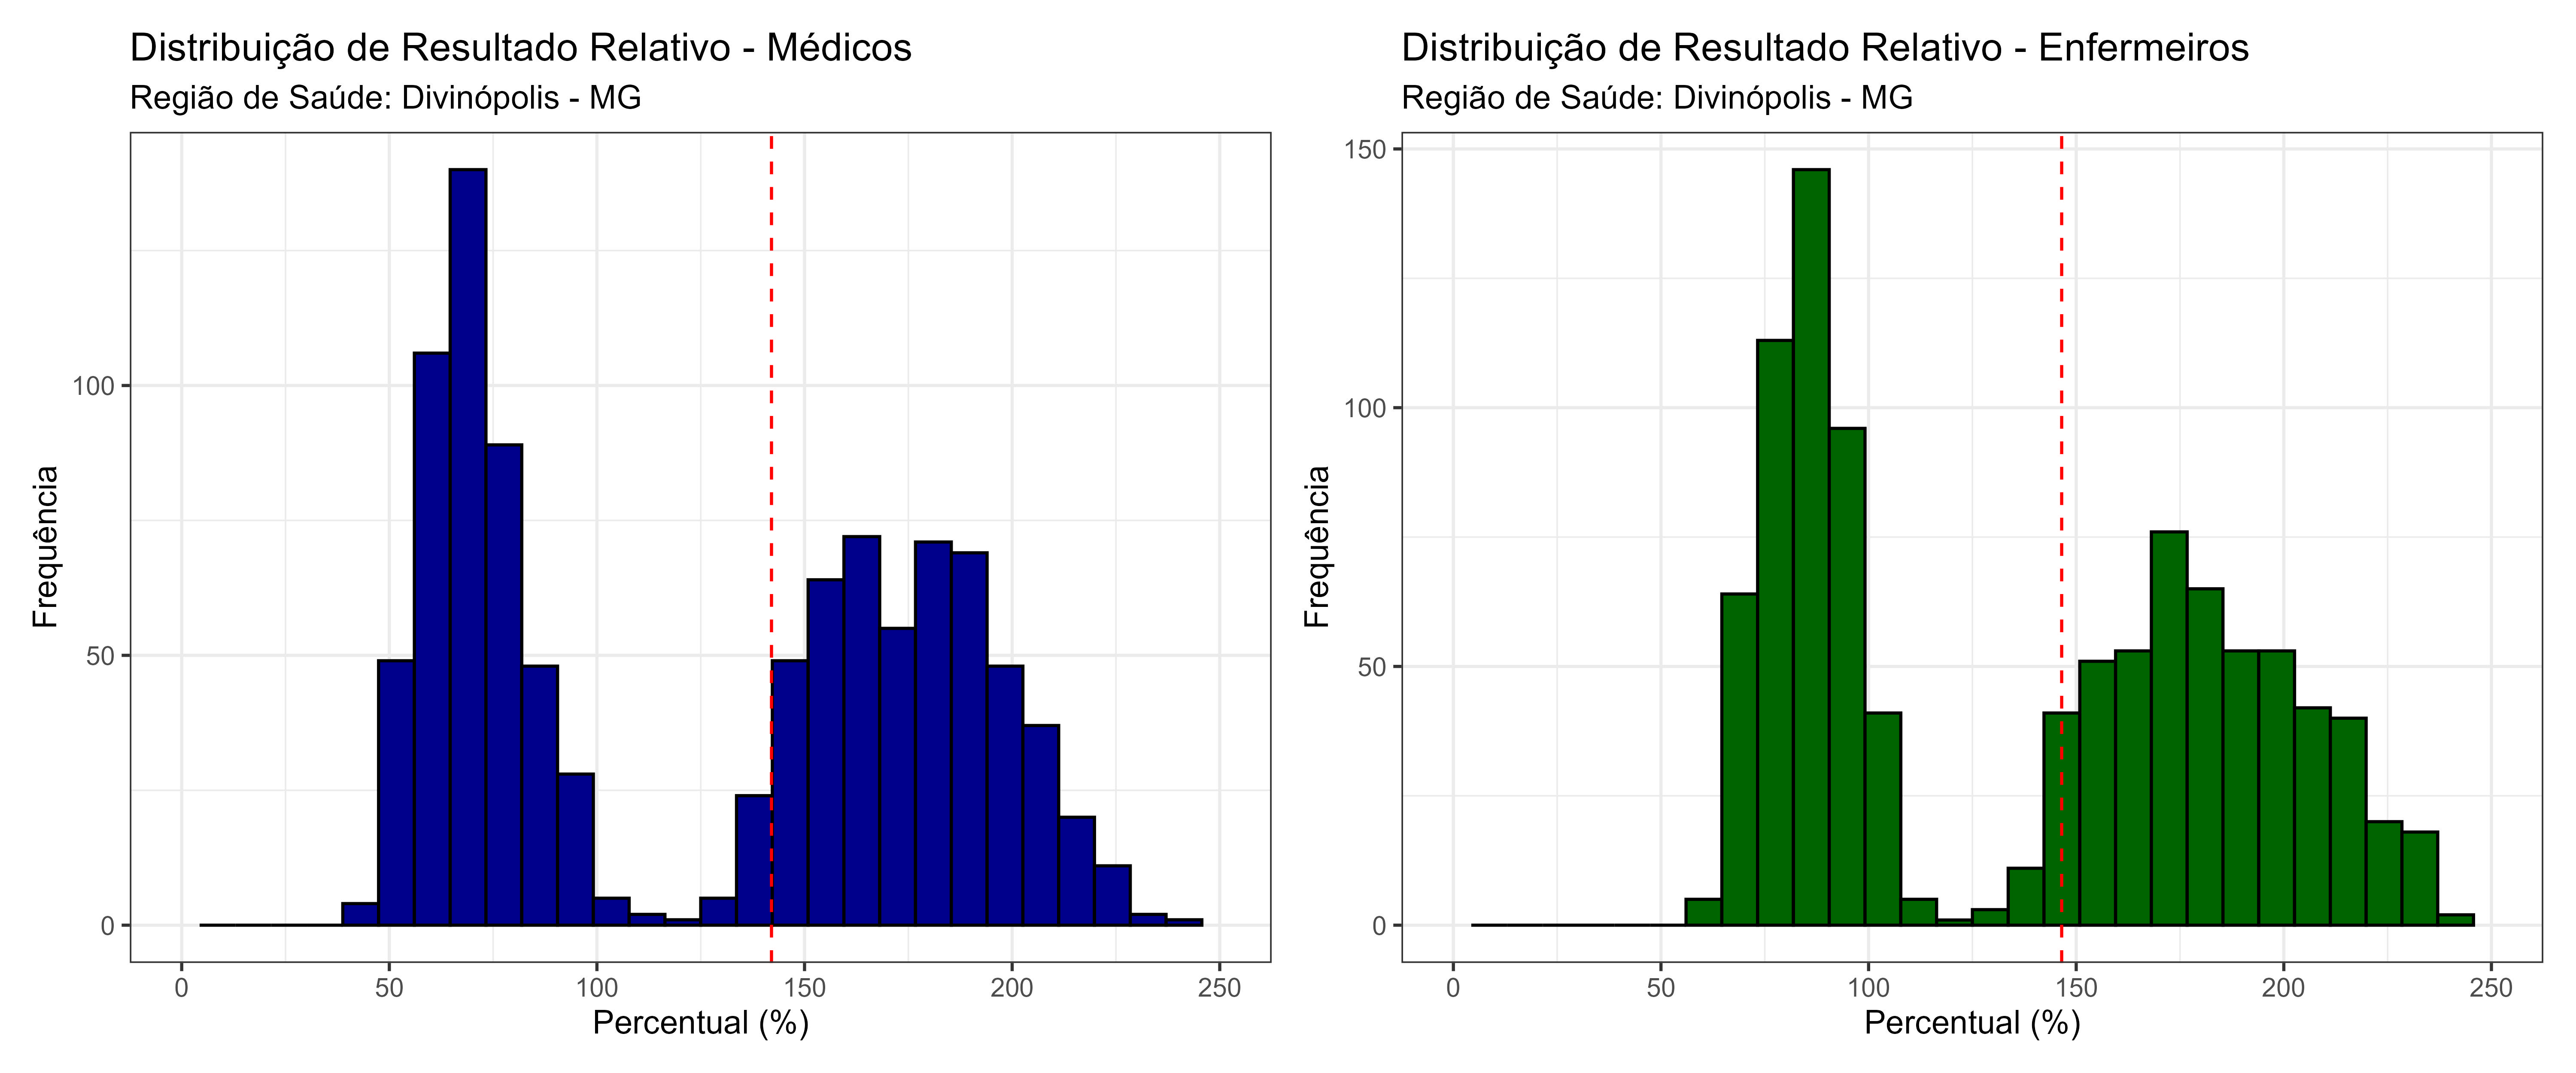 Distribuição de Resultado Relativo - Médicos
Região de Saúde: Divinópolis - MG
Frequência
100
50
0
0 50 100 150 200 250
Percentual (%)
Distribuição de Resultado Relativo - Enfermeiros
Região de Saúde: Divinópolis - MG
Frequência
150
100
50
0
0 50 100 150 200 250
Percentual (%)